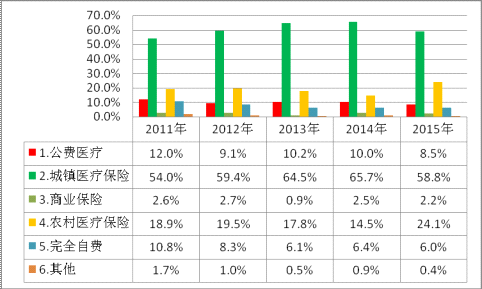 70.0%
60.0%
50.0%
40.0%
30.0%
20.0%
10.0%
0.0%
2011年 2012年 2013年 2014年 2015年
1.公费医疗 12.0% 9.1% 10.2% 10.0% 8.5%
2.城镇医疗保险 54.0% 59.4% 64.5% 65.7% 58.8%
3.商业保险 2.6% 2.7% 0.9% 2.5% 2.2%
4.农村医疗保险 18.9% 19.5% 17.8% 14.5% 24.1%
5.完全自费 10.8% 8.3% 6.1% 6.4% 6.0%
6.其他 1.7% 1.0% 0.5% 0.9% 0.4%